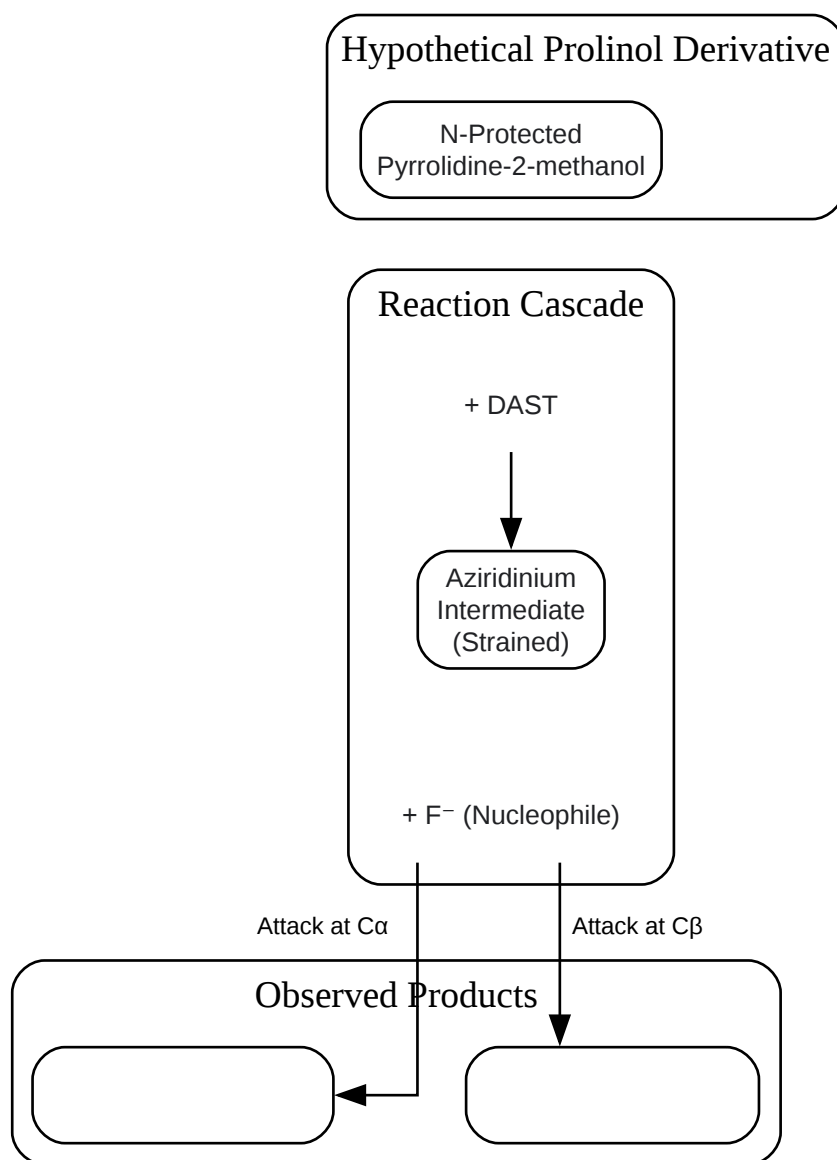 Hypothetical Prolinol Derivative
N-Protected
Pyrrolidine-2-methanol
Reaction Cascade
+ DAST
Aziridinium
Intermediate
(Strained)
+ F⁻ (Nucleophile)
Attack at Cα
Attack at Cβ
Observed Products